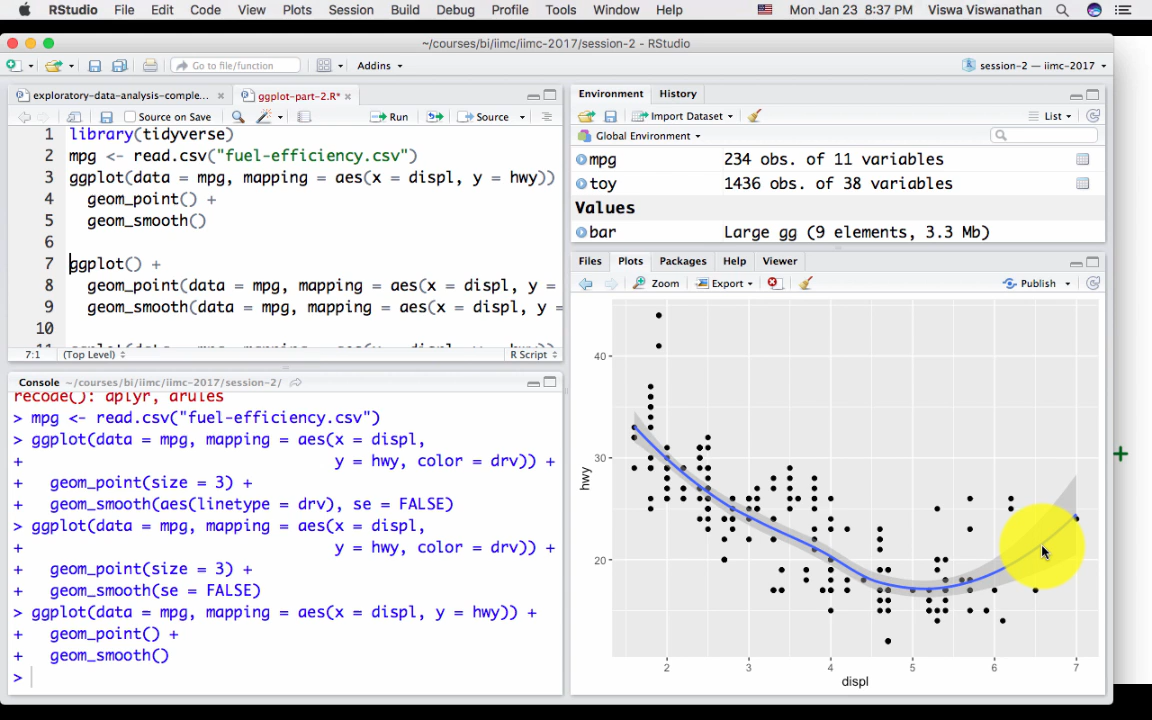 RStudio File Edit Code View Plots Session Build Debug Profile Tools Window Help Mon Jan 23 8:37 PM Viswa Viswanathan
~/courses/bi/iimc/iimc-2017/session-2 - RStudio
Go to file/function Addins session-2 — iimc-2017
exploratory-data-analysis-comple... ggplot-part-2.R*
Source on Save Run Source
1 library(tidyverse)
2 mpg <- read.csv("fuel-efficiency.csv")
3 ggplot(data = mpg, mapping = aes(x = displ, y = hwy))
4 geom_point() +
5 geom_smooth()
6
7 ggplot() +
8 geom_point(data = mpg, mapping = aes(x = displ, y =
9 geom_smooth(data = mpg, mapping = aes(x = displ, y =
10
7:1 (Top Level) R Script
Console ~/courses/bi/iimc/iimc-2017/session-2/
recode(): dplyr, arules
> mpg <- read.csv("fuel-efficiency.csv")
> ggplot(data = mpg, mapping = aes(x = displ,
+ y = hwy, color = drv)) +
+ geom_point(size = 3) +
+ geom_smooth(aes(linetype = drv), se = FALSE)
> ggplot(data = mpg, mapping = aes(x = displ,
+ y = hwy, color = drv)) +
+ geom_point(size = 3) +
+ geom_smooth(se = FALSE)
> ggplot(data = mpg, mapping = aes(x = displ, y = hwy)) +
+ geom_point() +
+ geom_smooth()
>
Environment History
Import Dataset List
Global Environment
mpg 234 obs. of 11 variables
toy 1436 obs. of 38 variables
Values
bar Large gg (9 elements, 3.3 Mb)
Files Plots Packages Help Viewer
Zoom Export Publish
40
30
20
hwy
2 3 4 5 6 7
displ